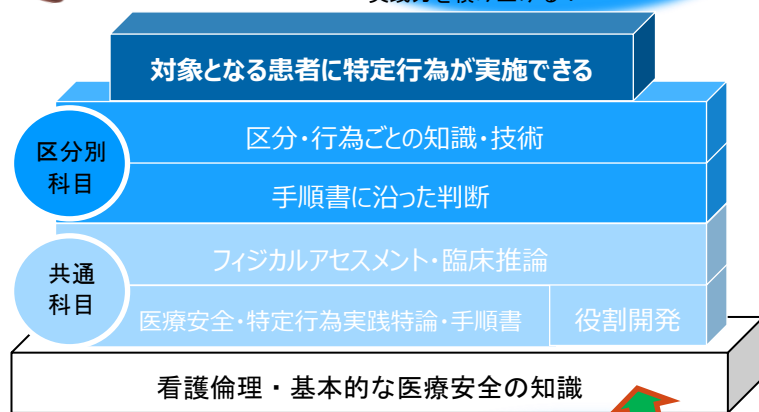 対象となる患者に特定行為が実施できる
区分別
科目
区分・行為ごとの知識・技術
手順書に沿った判断
共通
科目
フィジカルアセスメント・臨床推論
医療安全・特定行為実践特論・手順書
役割開発
看護倫理・基本的な医療安全の知識